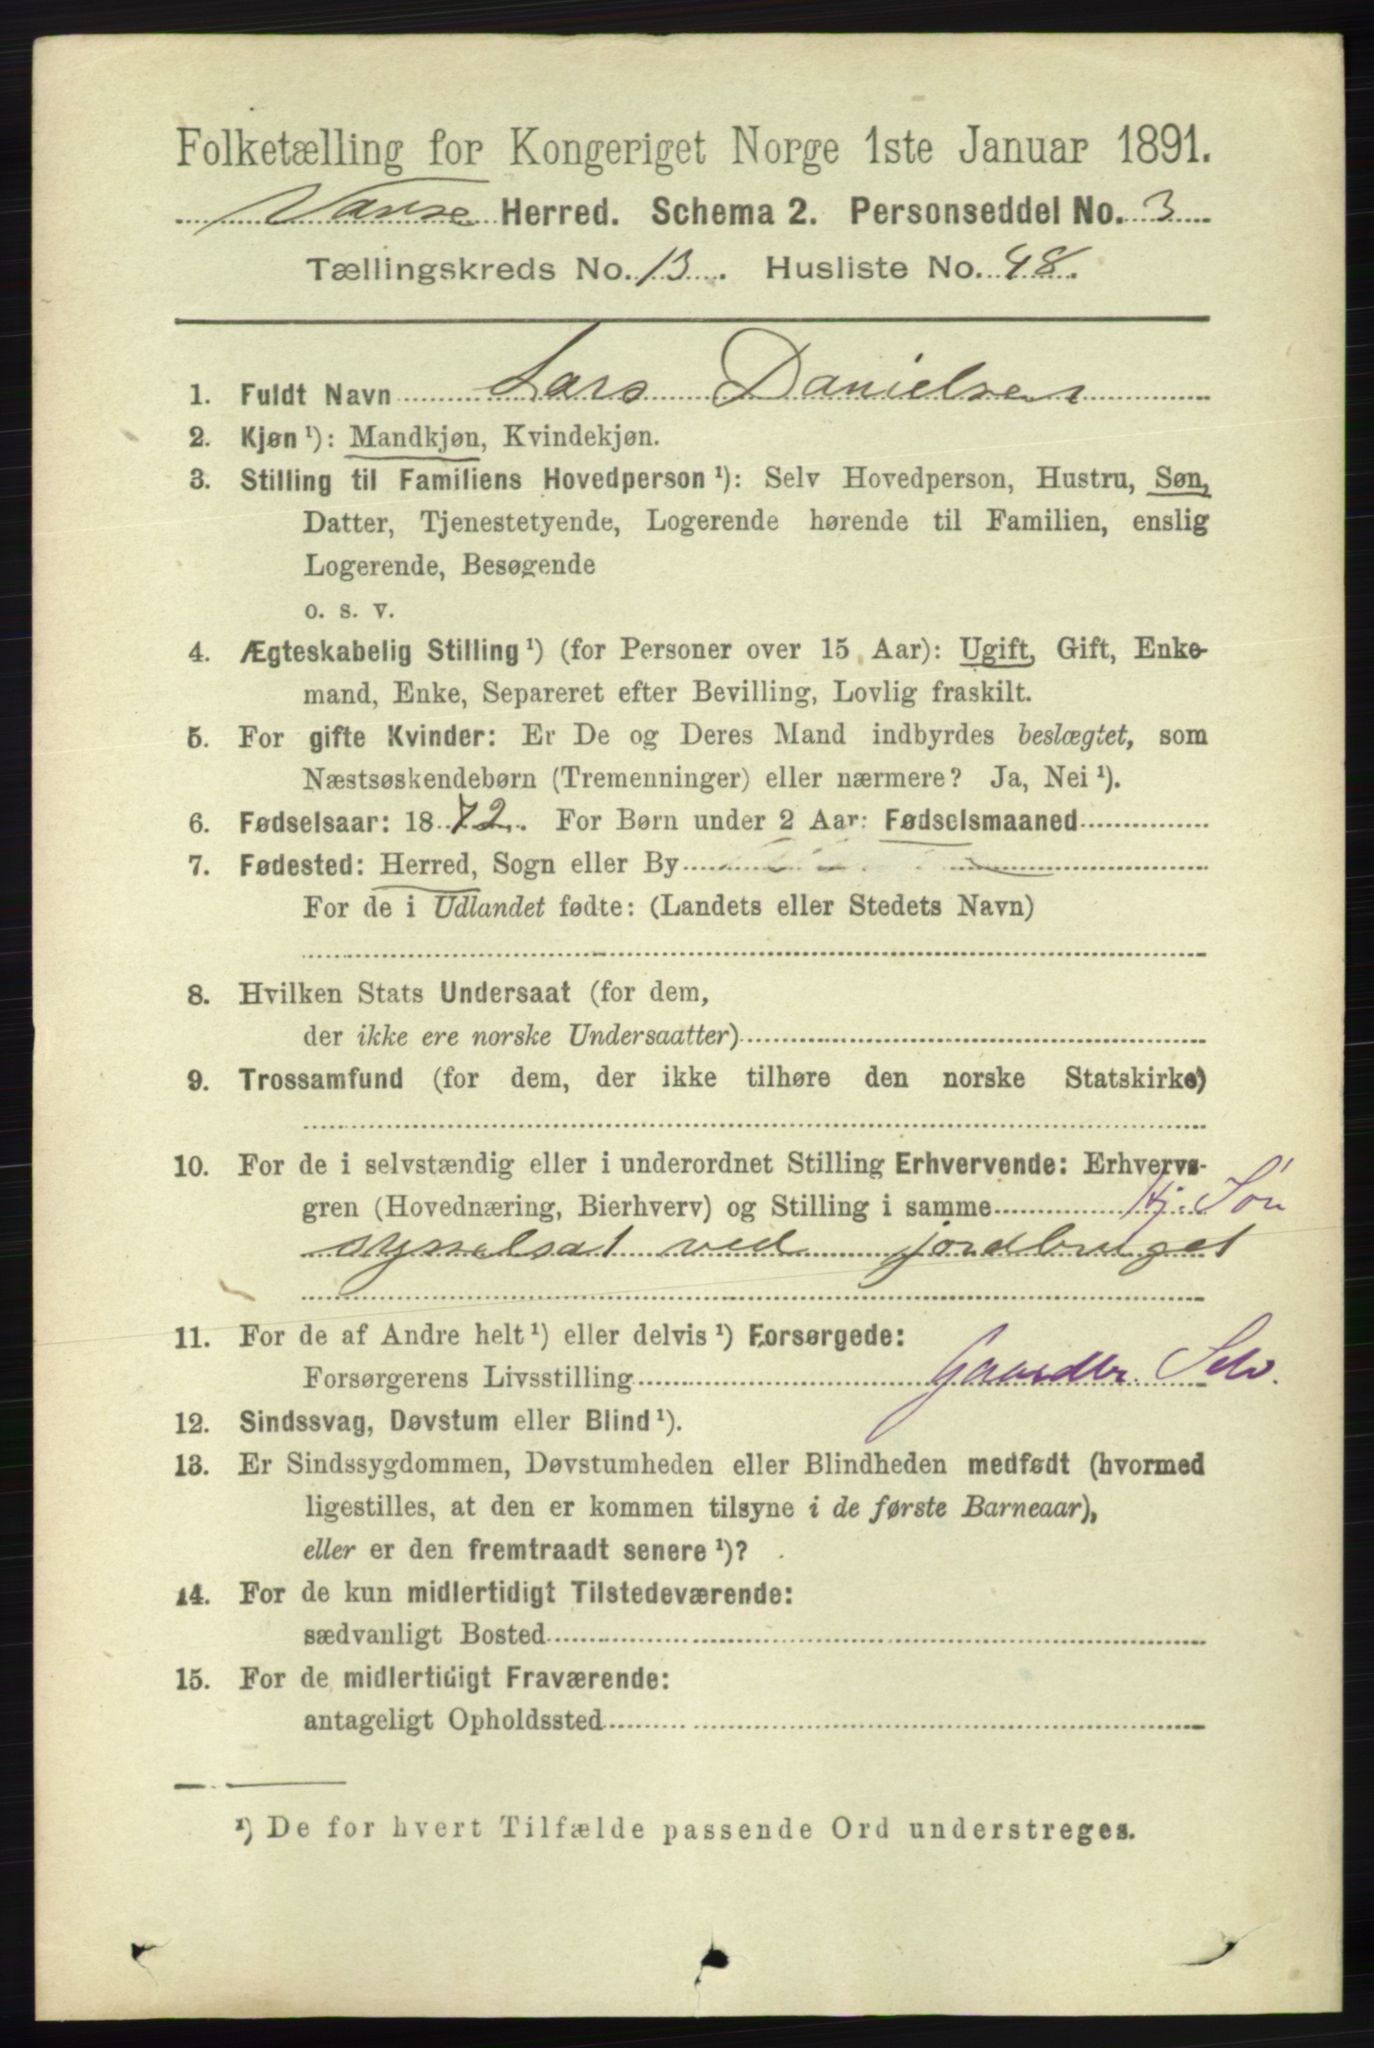 Folketælling for Kongeriget Norge 1ste Januar 1891.
Vanse Herred. Schema 2. Personseddel No. 3
Tællingskreds No. 13. Husliste No. 48.
1. Fuldt Navn Lars Danielsen
2. Kjøn ¹): Mandkjøn, Kvindekjøn.
3. Stilling til Familiens Hovedperson ¹): Selv Hovedperson, Hustru, Søn,
Datter, Tjenestetyende, Logerende hørende til Familien, enslig
Logerende, Besøgende
o. s. v.
4. Ægteskabelig Stilling ¹) (for Personer over 15 Aar): Ugift, Gift, Enke-
mand, Enke, Separeret efter Bevilling, Lovlig fraskilt.
5. For gifte Kvinder: Er De og Deres Mand indbyrdes beslægtet, som
Næstsøskendebørn (Tremenninger) eller nærmere? Ja, Nei ¹).
6. Fødselsaar: 1872. For Børn under 2 Aar: Fødselsmaaned
7. Fødested: Herred, Sogn eller By
For de i Udlandet fødte: (Landets eller Stedets Navn)
8. Hvilken Stats Undersaat (for dem,
der ikke ere norske Undersaatter)
9. Trossamfund (for dem, der ikke tilhøre den norske Statskirke)
10. For de i selvstændig eller i underordnet Stilling Erhvervende: Erhvervs-
gren (Hovednæring, Bierhverv) og Stilling i samme Hj. Søn
sysselsat ved jordbruget
11. For de af Andre helt ¹) eller delvis ¹) Forsørgede:
Forsørgerens Livsstilling Gaardbr. Selv.
12. Sindssvag, Døvstum eller Blind ¹).
13. Er Sindssygdommen, Døvstumheden eller Blindheden medfødt (hvormed
ligestilles, at den er kommen tilsyne i de første Barneaar),
eller er den fremtraadt senere ¹)?
14. For de kun midlertidigt Tilstedeværende:
sædvanligt Bosted
15. For de midlertidigt Fraværende:
antageligt Opholdssted
¹) De for hvert Tilfælde passende Ord understreges.